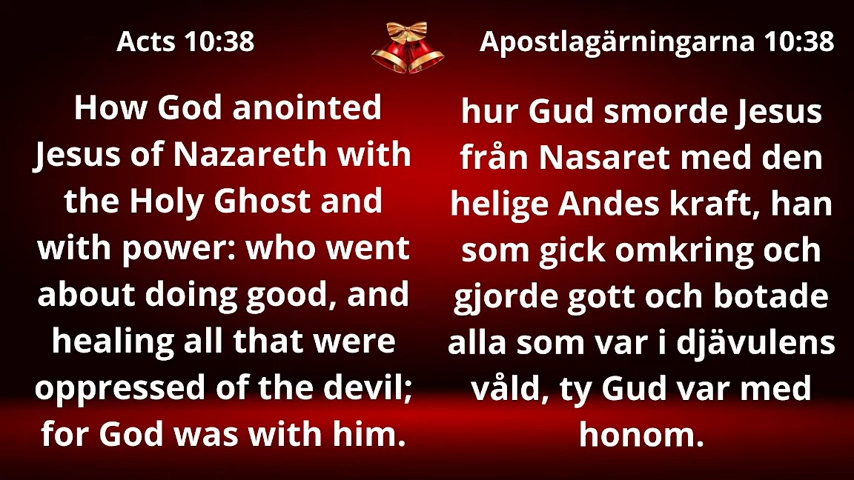 Acts 10:38
How God anointed
Jesus of Nazareth with
the Holy Ghost and
with power: who went
about doing good, and
healing all that were
oppressed of the devil;
for God was with him.
Apostlagärningarna 10:38
hur Gud smorde Jesus
från Nasaret med den
helige Andes kraft, han
som gick omkring och
gjorde gott och botade
alla som var i djävulens
våld, ty Gud var med
honom.